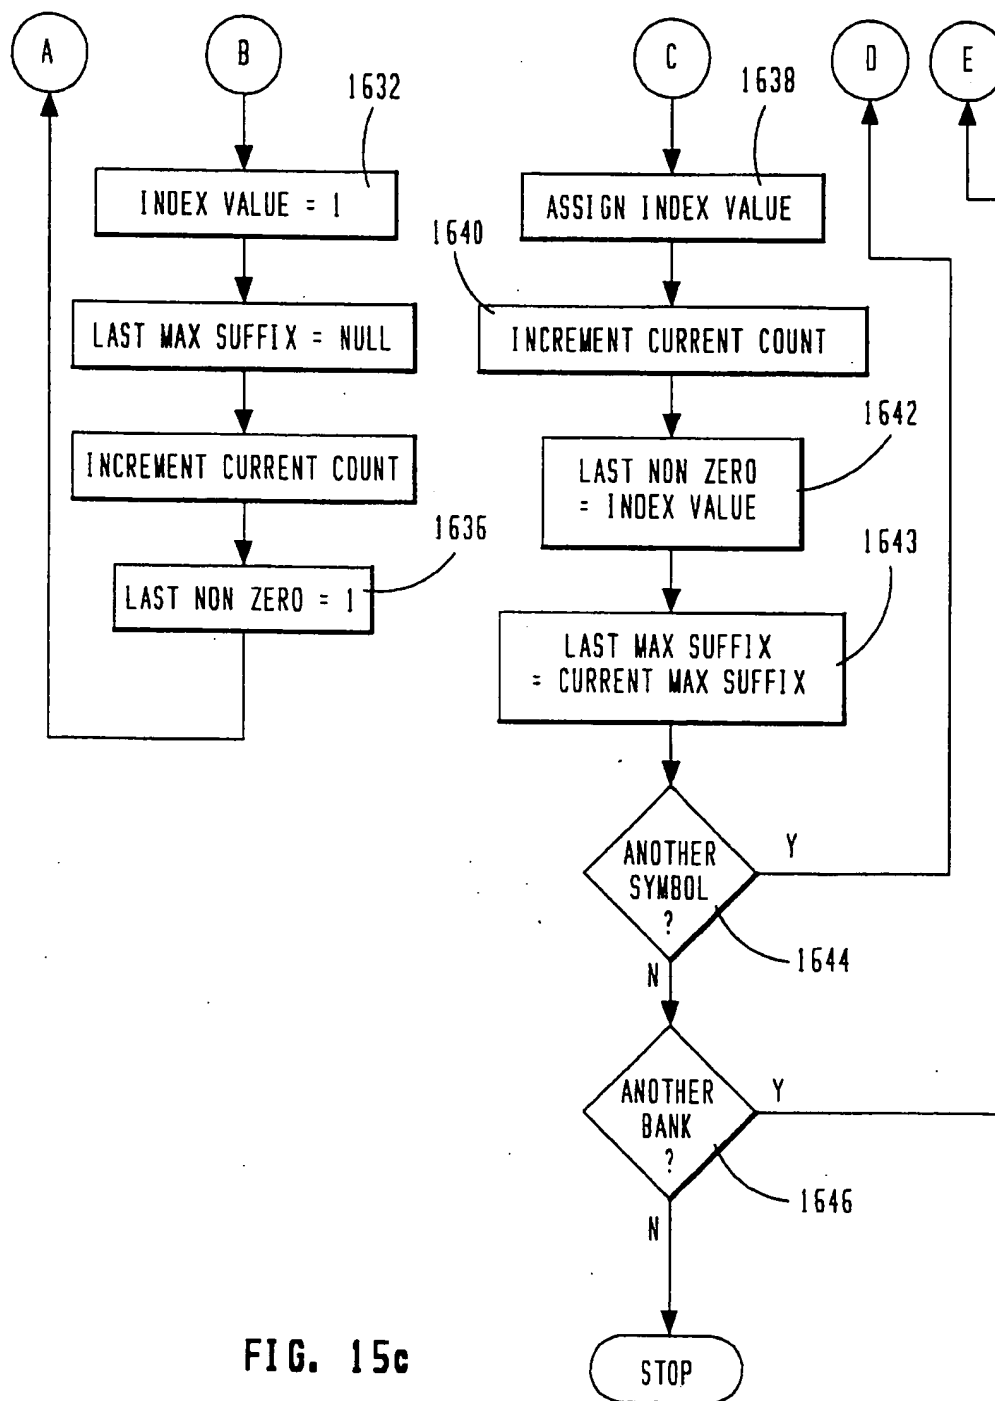 A
B
C
D
E
1632
INDEX VALUE = 1
LAST MAX SUFFIX = NULL
INCREMENT CURRENT COUNT
1636
LAST NON ZERO = 1
1638
ASSIGN INDEX VALUE
1640
INCREMENT CURRENT COUNT
1642
LAST NON ZERO
= INDEX VALUE
1643
LAST MAX SUFFIX
= CURRENT MAX SUFFIX
ANOTHER
SYMBOL
?
Y
1644
N
ANOTHER
BANK
?
Y
1646
N
STOP
FIG. 15c